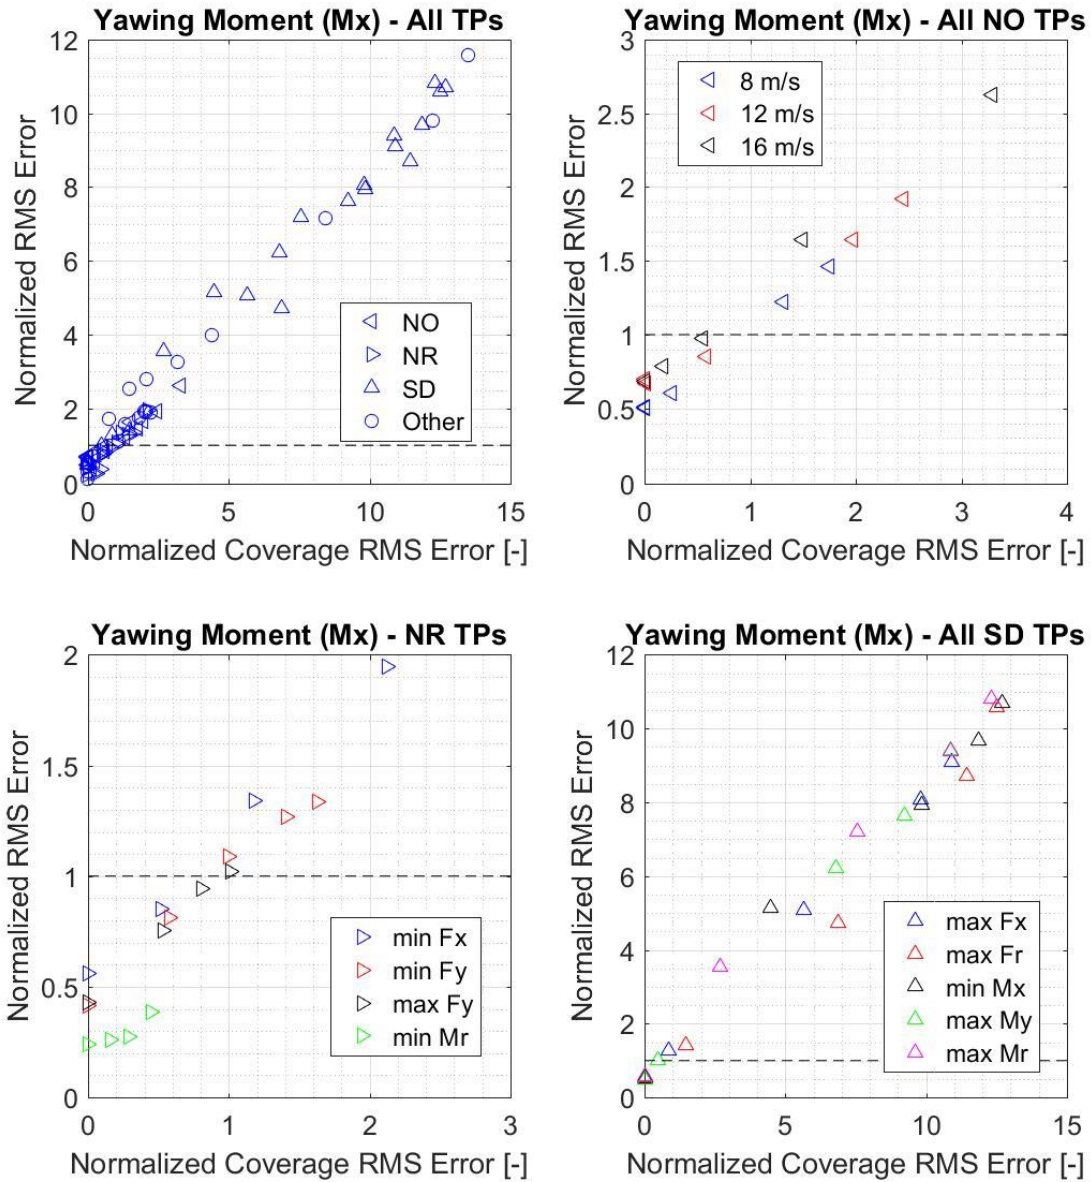 Yawing Moment (Mx) - All TPs
12
10
8
6
4
2
0
0
5
10
15
Normalized RMS Error
Normalized Coverage RMS Error [-]
NO
NR
SD
Other
Yawing Moment (Mx) - All NO TPs
3
2.5
2
1.5
1
0.5
0
0
1
2
3
4
Normalized RMS Error
Normalized Coverage RMS Error [-]
8 m/s
12 m/s
16 m/s
Yawing Moment (Mx) - NR TPs
2
1.5
1
0.5
0
0
1
2
3
Normalized RMS Error
Normalized Coverage RMS Error [-]
min Fx
min Fy
max Fy
min Mr
Yawing Moment (Mx) - All SD TPs
12
10
8
6
4
2
0
0
5
10
15
Normalized RMS Error
Normalized Coverage RMS Error [-]
max Fx
max Fr
min Mx
max My
max Mr